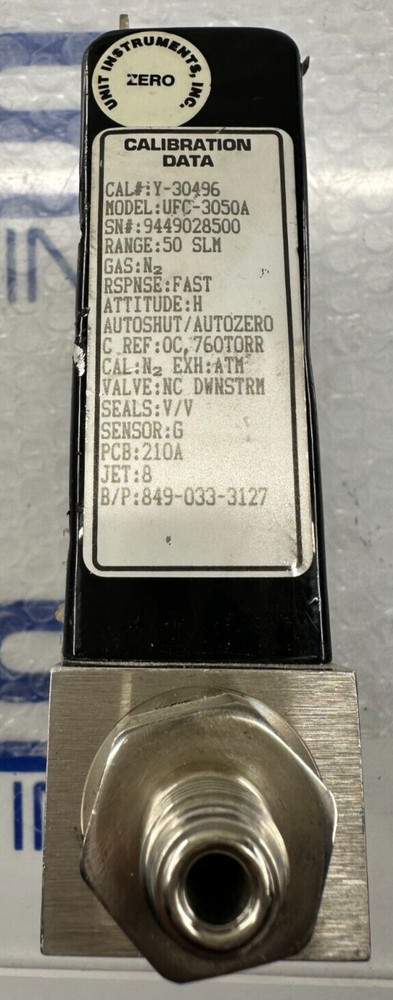 UNIT INSTRUMENTS, INC.
ZERO
CALIBRATION
DATA
CAL#:Y-30496
MODEL:UFC-3050A
SN#:9449028500
RANGE:50 SLM
GAS:N₂
RSPNSE:FAST
ATTITUDE:H
AUTOSHUT/AUTOZERO
C REF:0C,760TORR
CAL:N₂ EXH:ATM
VALVE:NC DWNSTRM
SEALS:V/V
SENSOR:G
PCB:210A
JET:8
B/P:849-033-3127